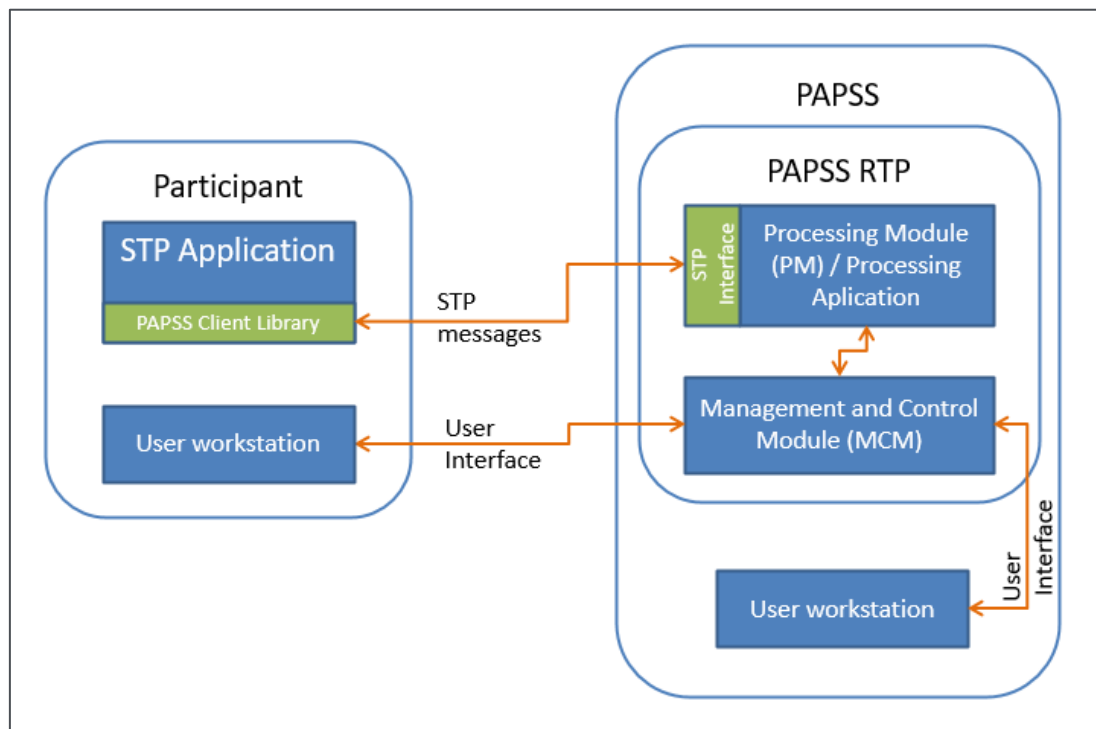 PAPSS
Participant
STP Application
PAPSS Client Library
User workstation
STP
messages
User
Interface
PAPSS RTP
STP
Interface
Processing Module
(PM) / Processing
Aplication
Management and Control
Module (MCM)
User
Interface
User workstation